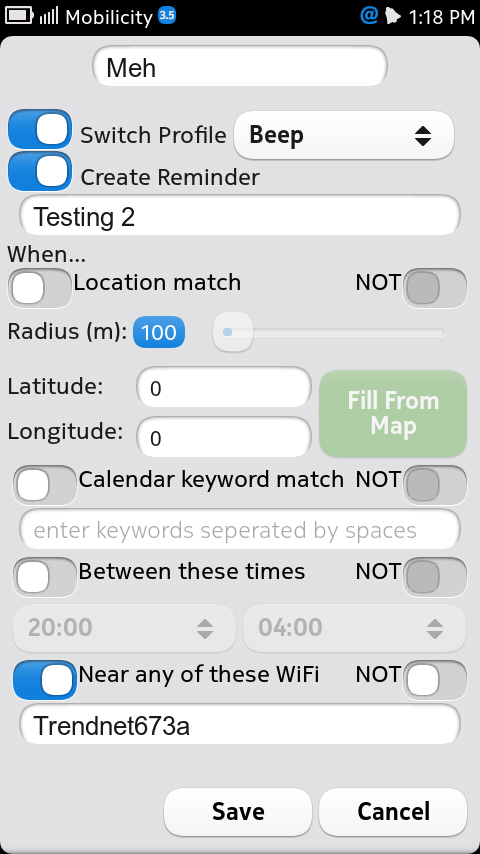 Mobilicity 3.5 @ 1:18 PM
Meh
Switch Profile Beep
Create Reminder
Testing 2
When...
Location match NOT
Radius (m): 100
Latitude: 0
Longitude: 0
Fill From
Map
Calendar keyword match NOT
enter keywords seperated by spaces
Between these times NOT
20:00 04:00
Near any of these WiFi NOT
Trendnet673a
Save Cancel